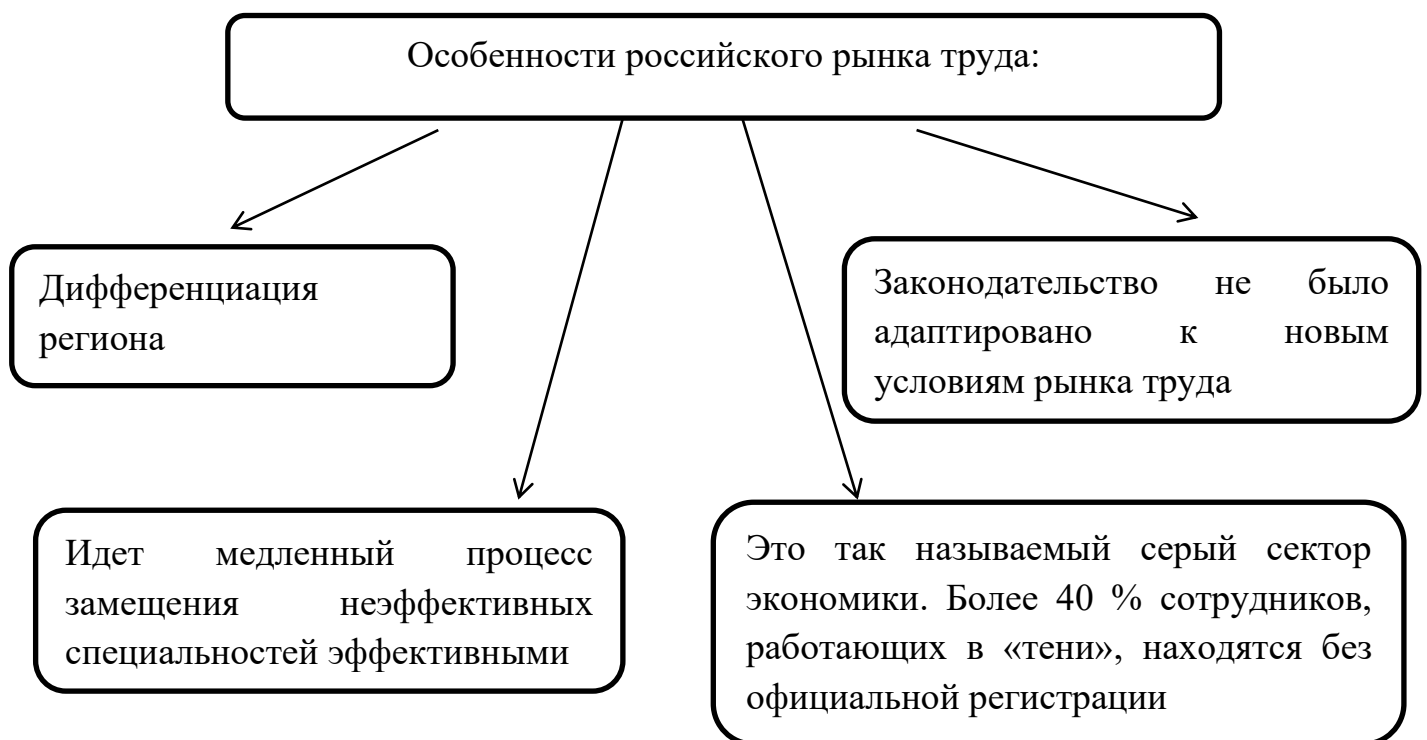 Особенности российского рынка труда:
Дифференциация
региона
Законодательство не было
адаптировано к новым
условиям рынка труда
Идет медленный процесс
замещения неэффективных
специальностей эффективными
Это так называемый серый сектор
экономики. Более 40 % сотрудников,
работающих в «тени», находятся без
официальной регистрации